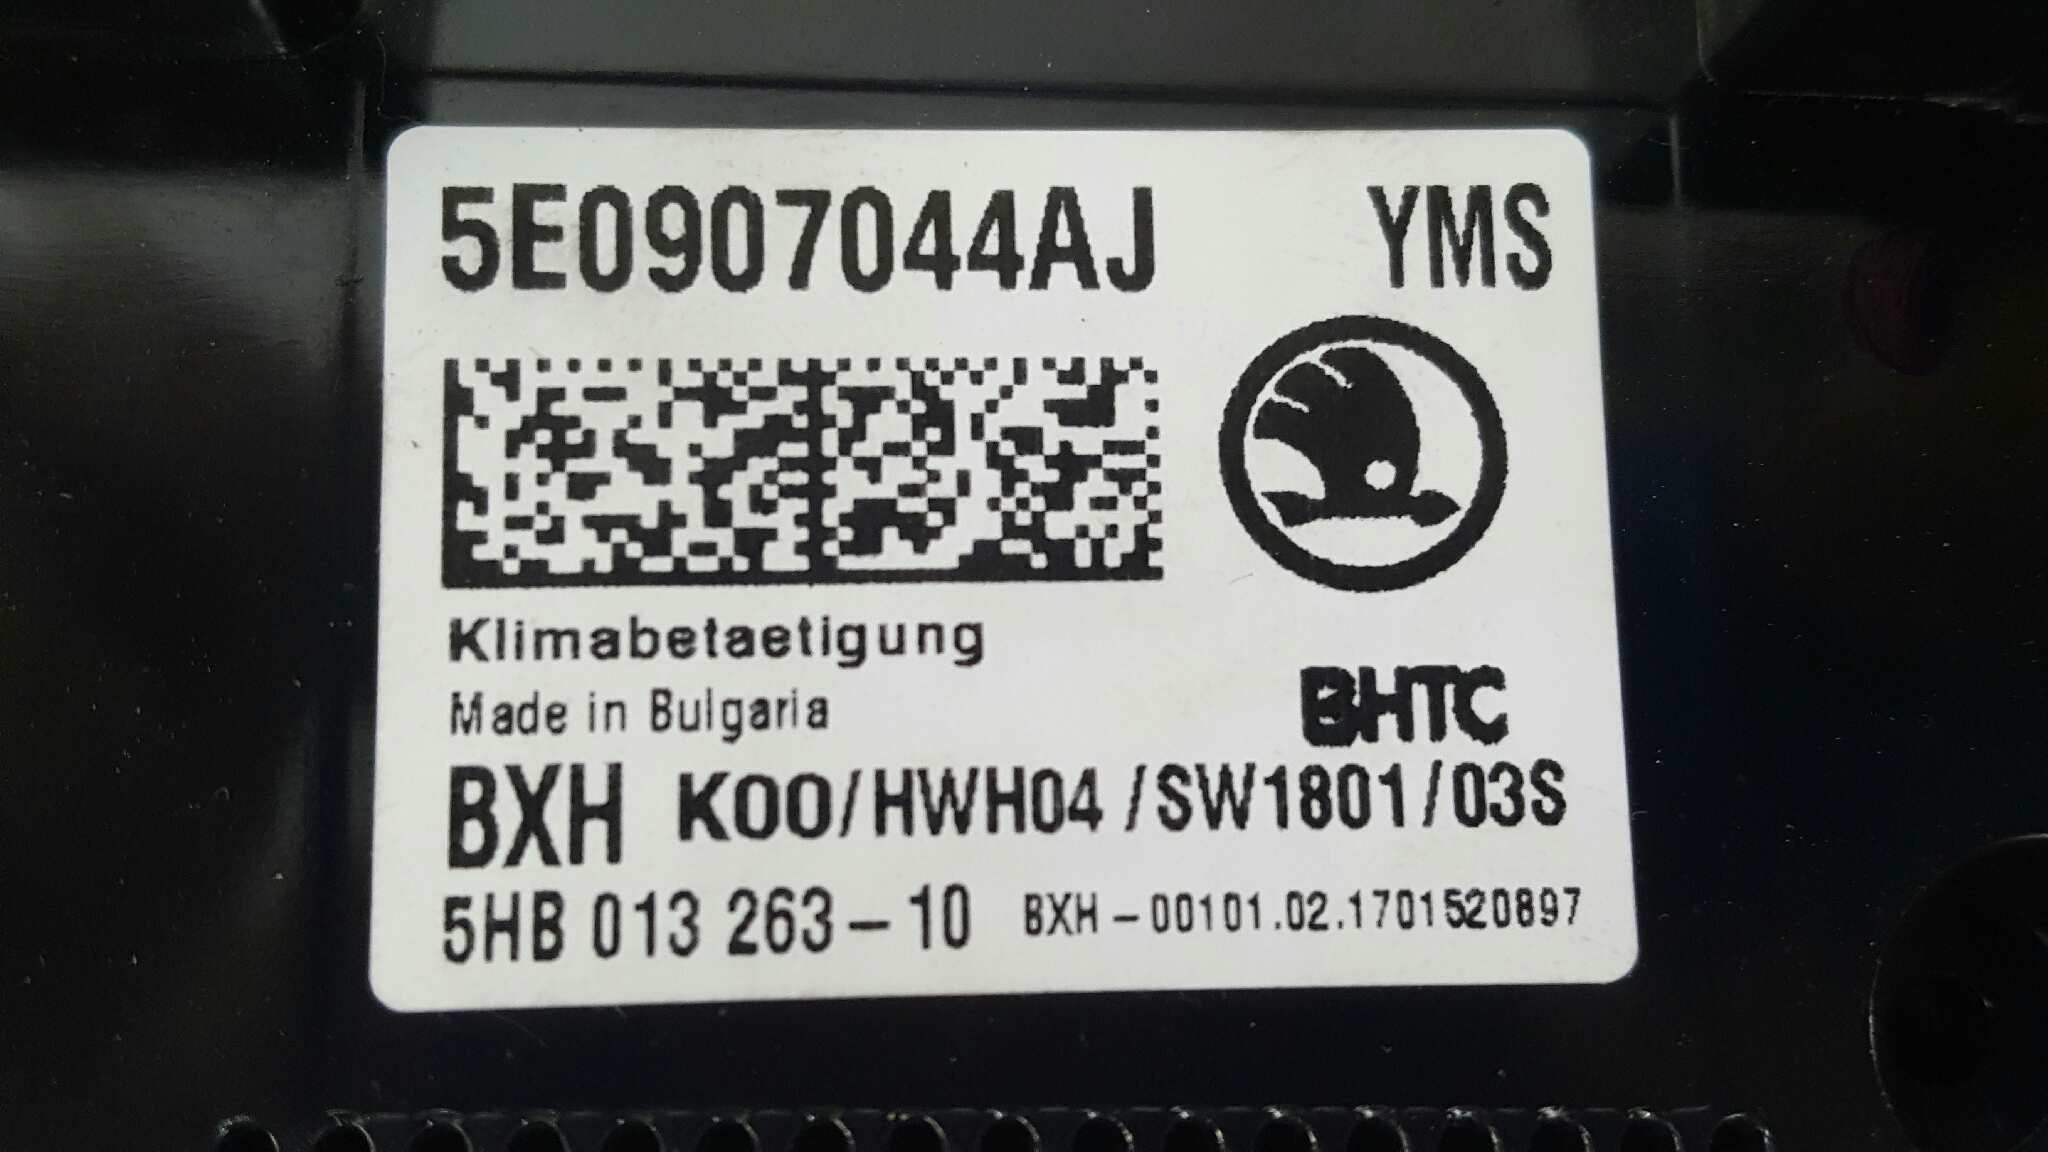 5E0907044AJ YMS
Klimabetaetigung
Made in Bulgaria
BHTC
BXH K00/HWH04 /SW1801/03S
5HB 013 263-10 BXH-00101.02.1701520897